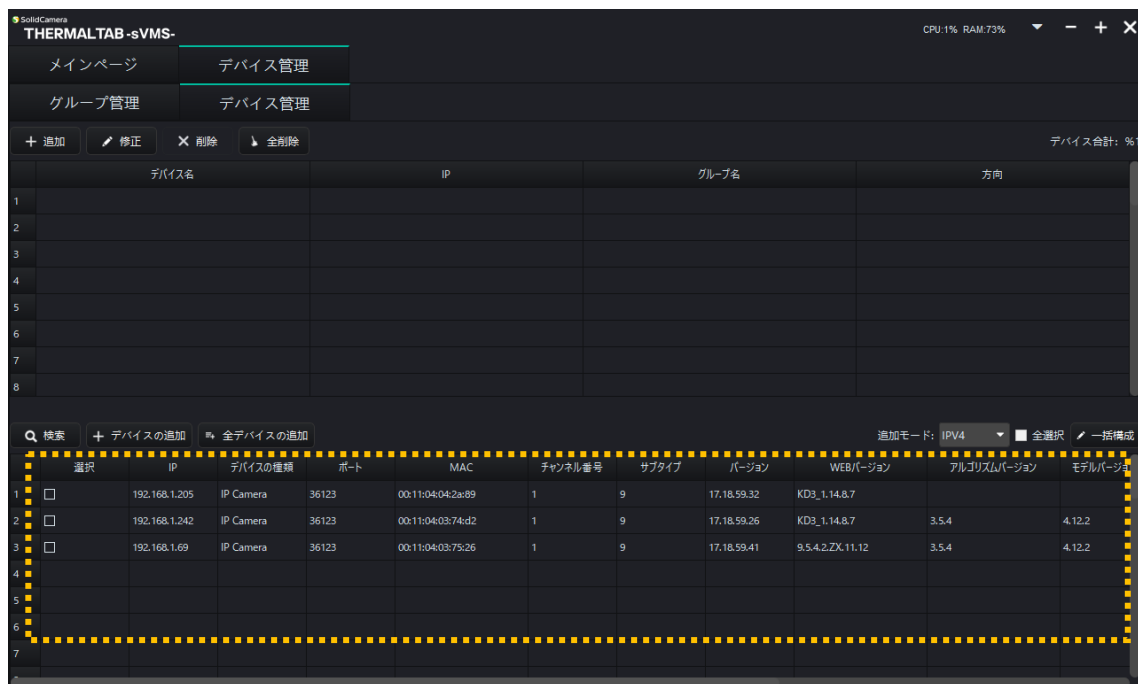 SolidCamera
THERMALTAB -sVMS-
CPU:1% RAM:73%
メインページ デバイス管理
グループ管理 デバイス管理
追加 修正 削除 全削除 デバイス合計: %1
デバイス名 IP グループ名 方向
1
2
3
4
5
6
7
8
検索 デバイスの追加 全デバイスの追加 追加モード: IPV4 全選択 一括構成
選択 IP デバイスの種類 ポート MAC チャンネル番号 サブタイプ バージョン WEBバージョン アルゴリズムバージョン モデルバージョ
1 192.168.1.205 IP Camera 36123 00:11:04:04:2a:89 1 9 17.18.59.32 KD3_1.14.8.7
2 192.168.1.242 IP Camera 36123 00:11:04:03:74:d2 1 9 17.18.59.26 KD3_1.14.8.7 3.5.4 4.12.2
3 192.168.1.69 IP Camera 36123 00:11:04:03:75:26 1 9 17.18.59.41 9.5.4.2.ZX.11.12 3.5.4 4.12.2
4
5
6
7